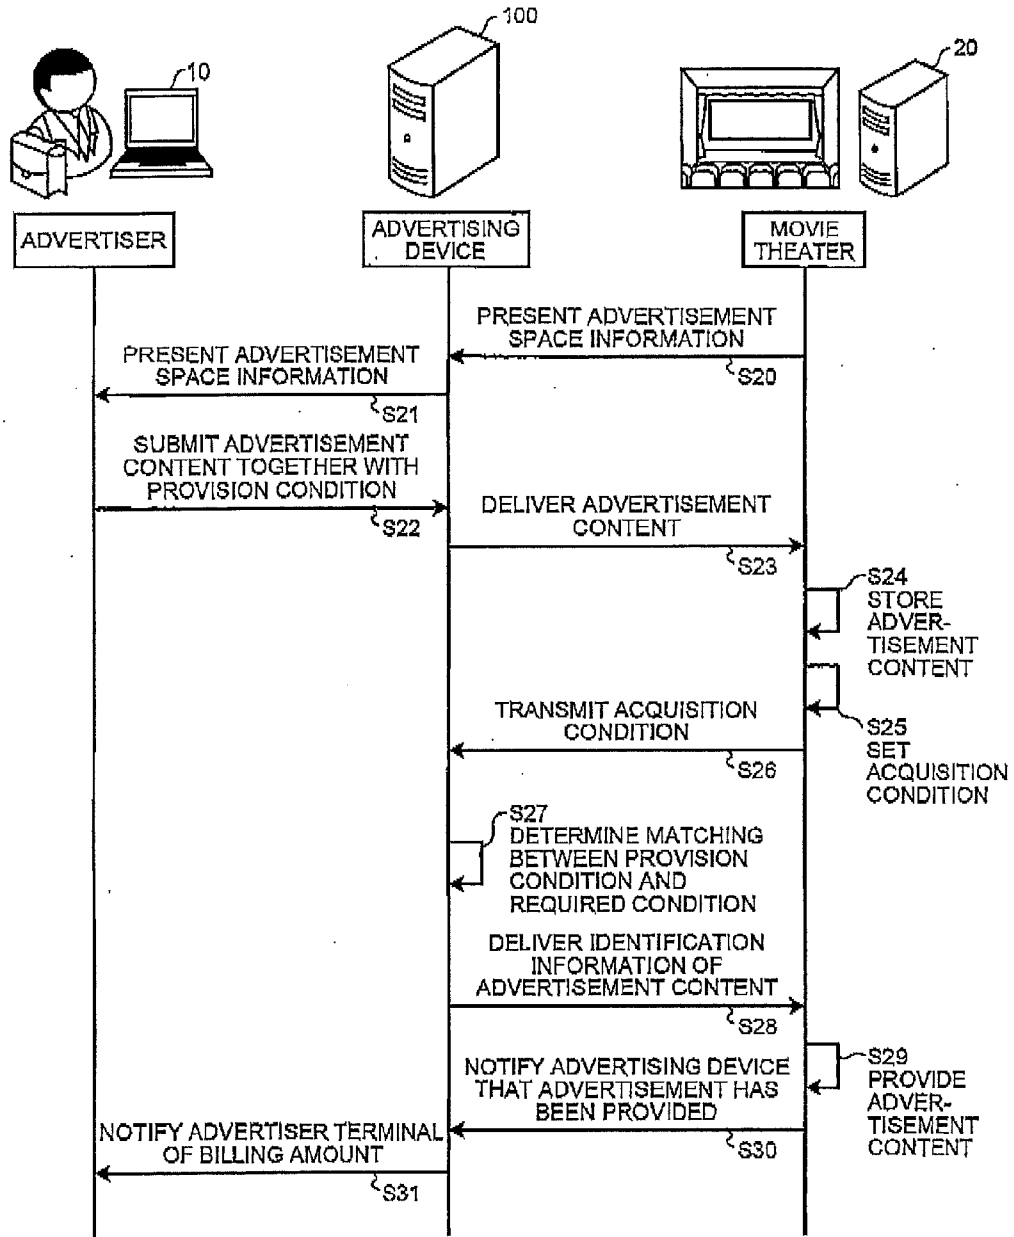 100
10
20
ADVERTISER
ADVERTISING
DEVICE
MOVIE
THEATER
PRESENT ADVERTISEMENT
SPACE INFORMATION
S20
PRESENT ADVERTISEMENT
SPACE INFORMATION
S21
SUBMIT ADVERTISEMENT
CONTENT TOGETHER WITH
PROVISION CONDITION
S22
DELIVER ADVERTISEMENT
CONTENT
S23
S24
STORE
ADVER-
TISEMENT
CONTENT
S25
SET
ACQUISITION
CONDITION
TRANSMIT ACQUISITION
CONDITION
S26
S27
DETERMINE MATCHING
BETWEEN PROVISION
CONDITION AND
REQUIRED CONDITION
DELIVER IDENTIFICATION
INFORMATION OF
ADVERTISEMENT CONTENT
S28
S29
PROVIDE
ADVER-
TISEMENT
CONTENT
NOTIFY ADVERTISING DEVICE
THAT ADVERTISEMENT HAS
BEEN PROVIDED
S30
NOTIFY ADVERTISER TERMINAL
OF BILLING AMOUNT
S31